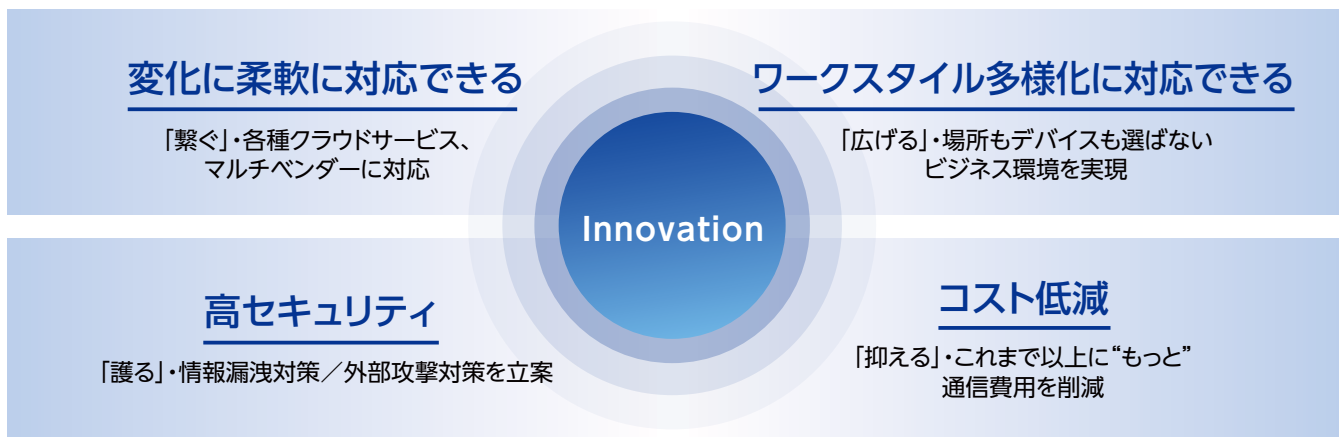 変化に柔軟に対応できる
「繋ぐ」・各種クラウドサービス、
マルチベンダーに対応
ワークスタイル多様化に対応できる
「広げる」・場所もデバイスも選ばない
ビジネス環境を実現
Innovation
高セキュリティ
「護る」・情報漏洩対策／外部攻撃対策を立案
コスト低減
「抑える」・これまで以上に“もっと”
通信費用を削減